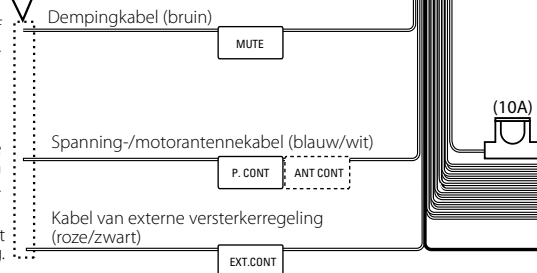 Dempingkabel (bruin)
MUTE
(10A)
Spanning-/motorantennekabel (blauw/wit)
P. CONT
ANT CONT
Kabel van externe versterkerregeling
(roze/zwart)
EXT.CONT